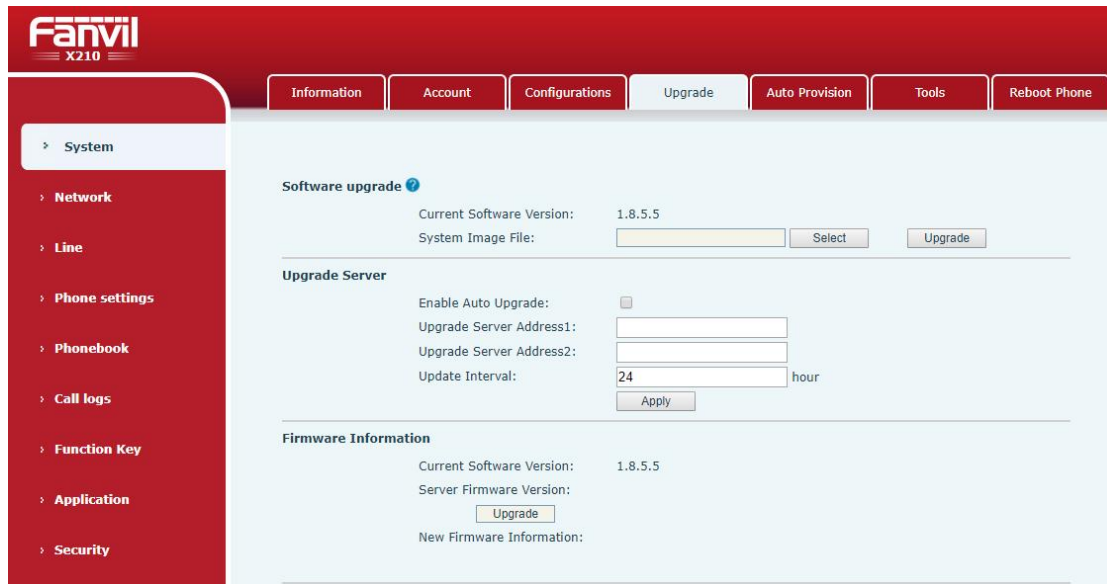 Fanvil
X210
Information Account Configurations Upgrade Auto Provision Tools Reboot Phone
› System
› Network
› Line
› Phone settings
› Phonebook
› Call logs
› Function Key
› Application
› Security
Software upgrade ?
Current Software Version: 1.8.5.5
System Image File: Select Upgrade
Upgrade Server
Enable Auto Upgrade:
Upgrade Server Address1:
Upgrade Server Address2:
Update Interval: 24 hour
Apply
Firmware Information
Current Software Version: 1.8.5.5
Server Firmware Version:
Upgrade
New Firmware Information: